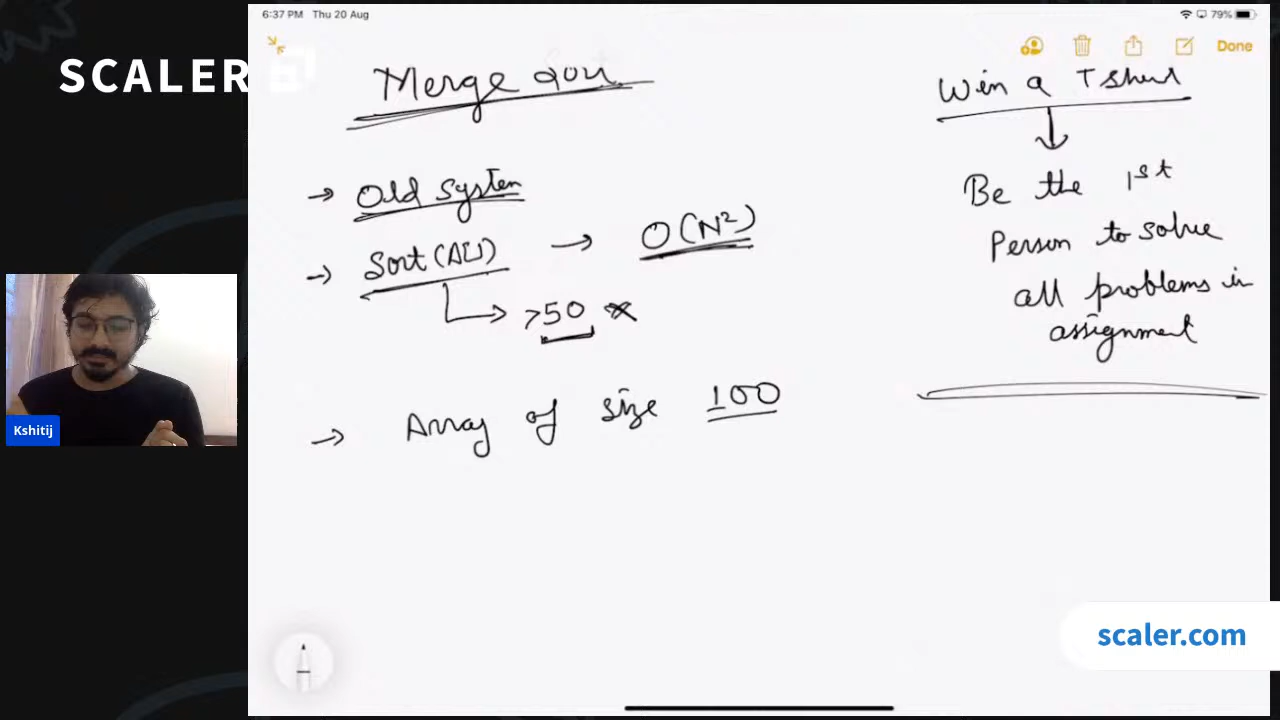 6:37 PM Thu 20 Aug
79%
SCALER
Done
Merge Sort
Win a T Shirt
→ Old System
→ Sort(A[]) → O(N²)
>50 ×
→ Array of size 100
Be the 1st
Person to solve
all problems in
assignment
Kshitij
scaler.com